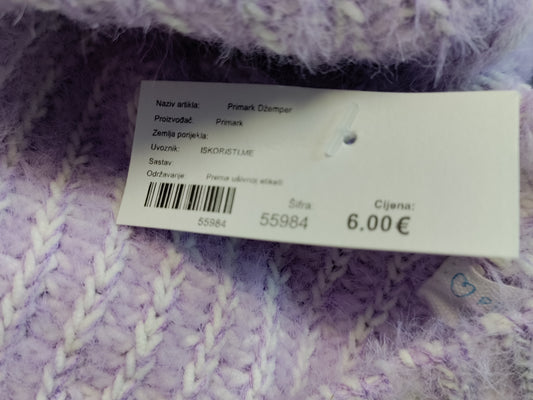 Naziv artikla: Primark Džemper
Proizvođač: Primark
Zemlja porijekla:
Uvoznik: ISKORISTI.ME
Sastav:
Održavanje: Prema ušivnoj etiketi
Šifra: Cijena:
55984 55984 6.00€